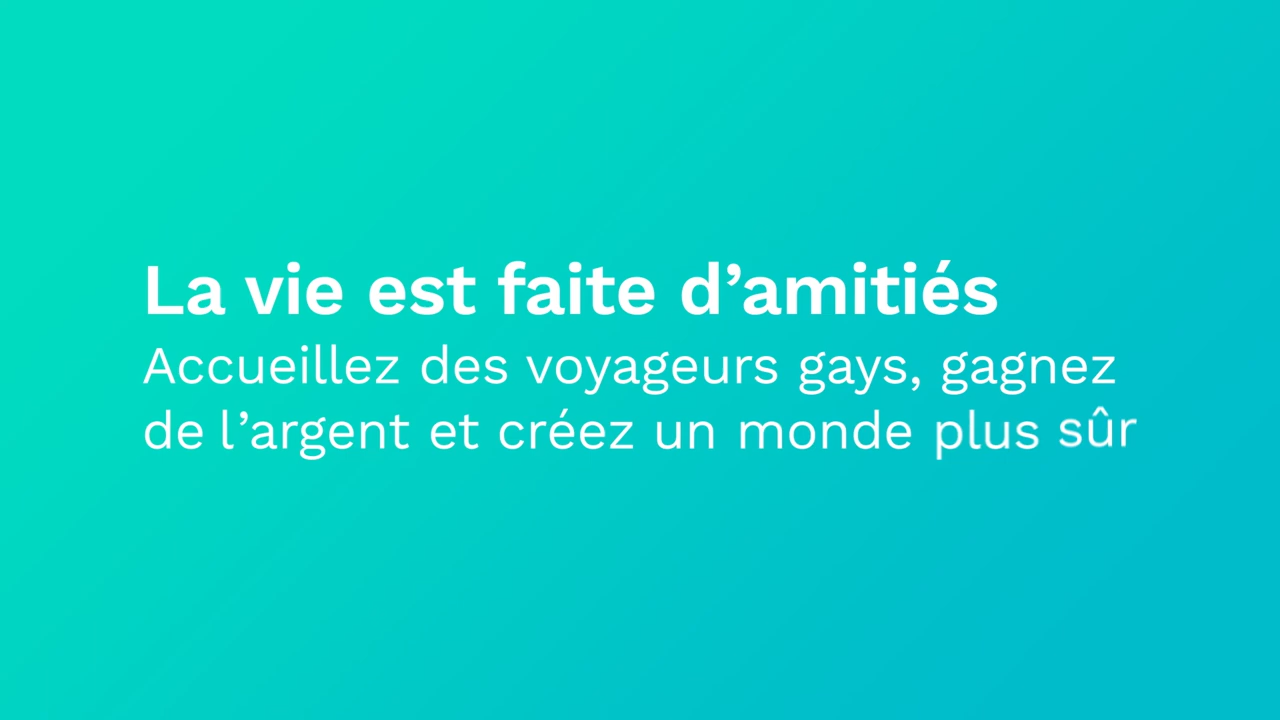 La vie est faite d’amitiés
Accueillez des voyageurs gays, gagnez
de l’argent et créez un monde plus sûr